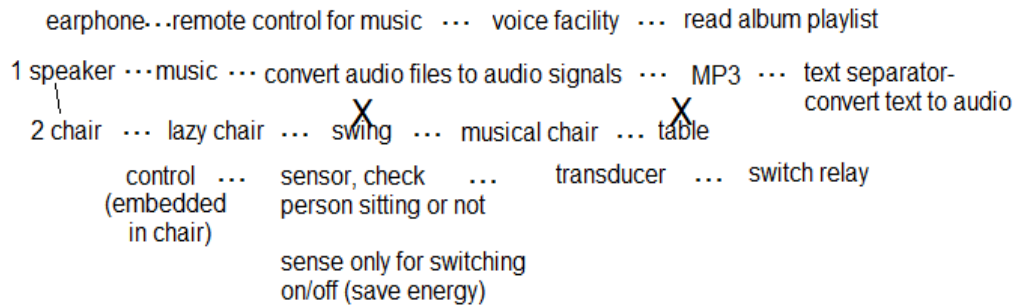 earphone...remote control for music ... voice facility ... read album playlist
1 speaker ...music ... convert audio files to audio signals ... MP3 ... text separator-
convert text to audio
X X
2 chair ... lazy chair ... swing ... musical chair ... table
control ... sensor, check ... transducer ... switch relay
(embedded person sitting or not
in chair)
sense only for switching
on/off (save energy)